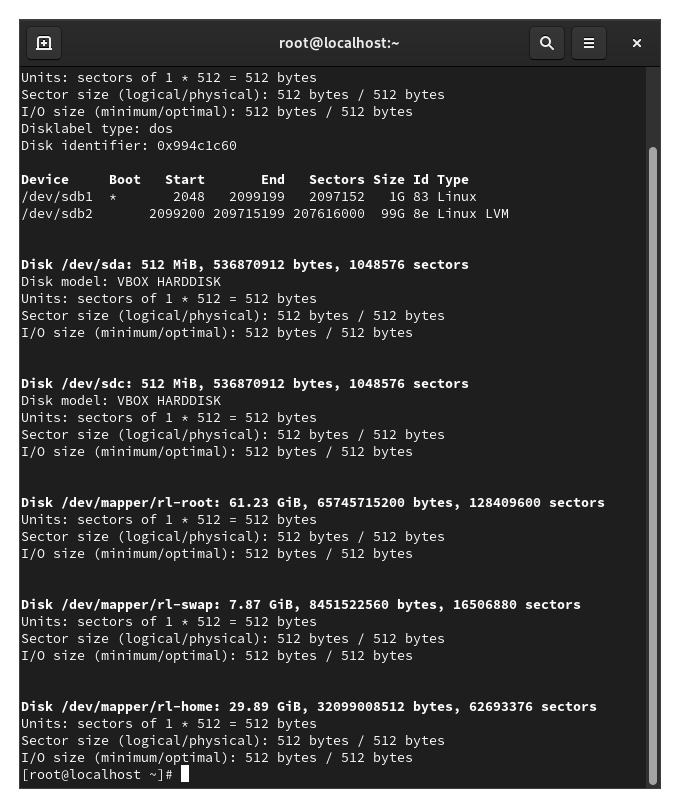 root@localhost:~
Units: sectors of 1 * 512 = 512 bytes
Sector size (logical/physical): 512 bytes / 512 bytes
I/O size (minimum/optimal): 512 bytes / 512 bytes
Disklabel type: dos
Disk identifier: 0x994c1c60
Device     Boot   Start       End   Sectors Size Id Type
/dev/sdb1  *       2048   2099199   2097152   1G 83 Linux
/dev/sdb2       2099200 209715199 207616000  99G 8e Linux LVM
Disk /dev/sda: 512 MiB, 536870912 bytes, 1048576 sectors
Disk model: VBOX HARDDISK
Units: sectors of 1 * 512 = 512 bytes
Sector size (logical/physical): 512 bytes / 512 bytes
I/O size (minimum/optimal): 512 bytes / 512 bytes
Disk /dev/sdc: 512 MiB, 536870912 bytes, 1048576 sectors
Disk model: VBOX HARDDISK
Units: sectors of 1 * 512 = 512 bytes
Sector size (logical/physical): 512 bytes / 512 bytes
I/O size (minimum/optimal): 512 bytes / 512 bytes
Disk /dev/mapper/rl-root: 61.23 GiB, 65745715200 bytes, 128409600 sectors
Units: sectors of 1 * 512 = 512 bytes
Sector size (logical/physical): 512 bytes / 512 bytes
I/O size (minimum/optimal): 512 bytes / 512 bytes
Disk /dev/mapper/rl-swap: 7.87 GiB, 8451522560 bytes, 16506880 sectors
Units: sectors of 1 * 512 = 512 bytes
Sector size (logical/physical): 512 bytes / 512 bytes
I/O size (minimum/optimal): 512 bytes / 512 bytes
Disk /dev/mapper/rl-home: 29.89 GiB, 32099008512 bytes, 62693376 sectors
Units: sectors of 1 * 512 = 512 bytes
Sector size (logical/physical): 512 bytes / 512 bytes
I/O size (minimum/optimal): 512 bytes / 512 bytes
[root@localhost ~]#